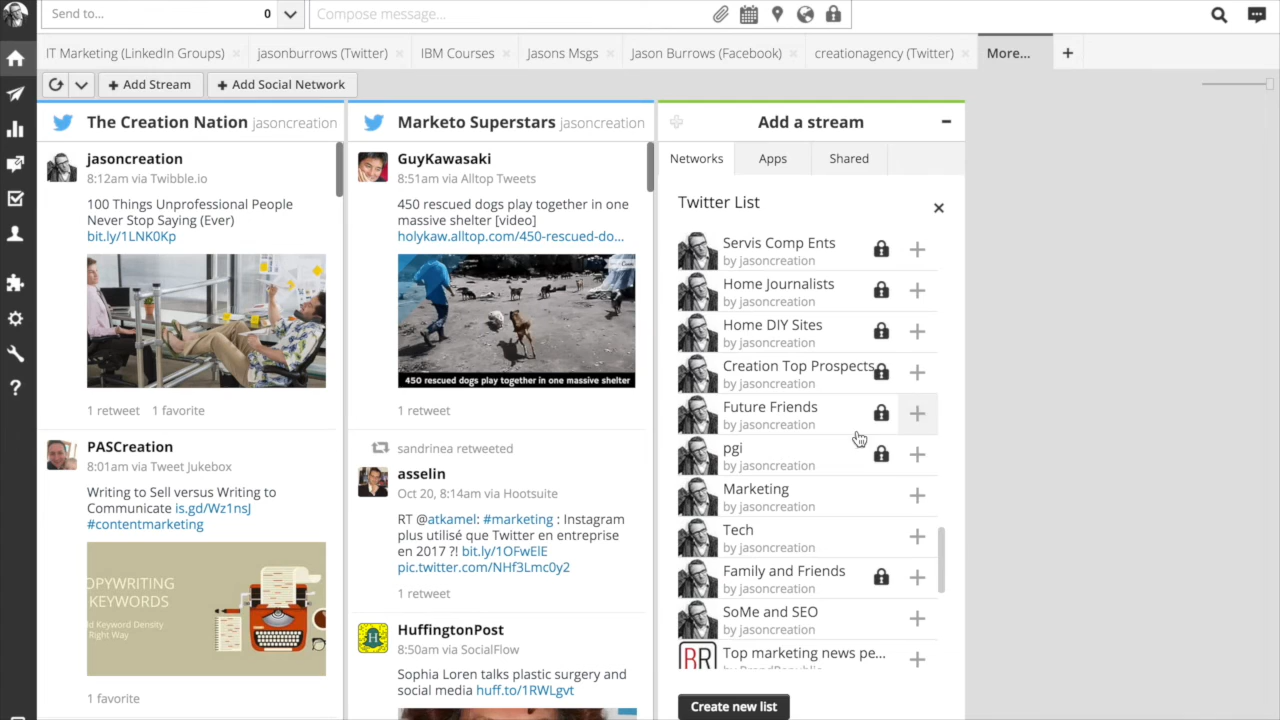 Send to...
0
Compose message...
IT Marketing (LinkedIn Groups)
jasonburrows (Twitter)
IBM Courses
Jasons Msgs
Jason Burrows (Facebook)
creationagency (Twitter)
More...
Add Stream
Add Social Network
The Creation Nation jasoncreation
jasoncreation
8:12am via Twibble.io
100 Things Unprofessional People
Never Stop Saying (Ever)
bit.ly/1LNK0Kp
1 retweet 1 favorite
PASCreation
8:01am via Tweet Jukebox
Writing to Sell versus Writing to
Communicate is.gd/Wz1nsJ
#contentmarketing
OPYWRITING
KEYWORDS
ld Keyword Density
Right Way
1 favorite
Marketo Superstars jasoncreation
GuyKawasaki
8:51am via Alltop Tweets
450 rescued dogs play together in one
massive shelter [video]
holykaw.alltop.com/450-rescued-do...
450 rescued dogs play together in one massive shelter
1 retweet
sandrinea retweeted
asselin
Oct 20, 8:14am via Hootsuite
RT @atkamel: #marketing : Instagram
plus utilisé que Twitter en entreprise
en 2017 ?! bit.ly/1OFwElE
pic.twitter.com/NHf3Lmc0y2
1 retweet
HuffingtonPost
8:50am via SocialFlow
Sophia Loren talks plastic surgery and
social media huff.to/1RWLgvt
Add a stream
Networks
Apps
Shared
Twitter List
Servis Comp Ents
by jasoncreation
Home Journalists
by jasoncreation
Home DIY Sites
by jasoncreation
Creation Top Prospects
by jasoncreation
Future Friends
by jasoncreation
pgi
by jasoncreation
Marketing
by jasoncreation
Tech
by jasoncreation
Family and Friends
by jasoncreation
SoMe and SEO
by jasoncreation
RR
Top marketing news pe...
by BrandRepublic
Create new list